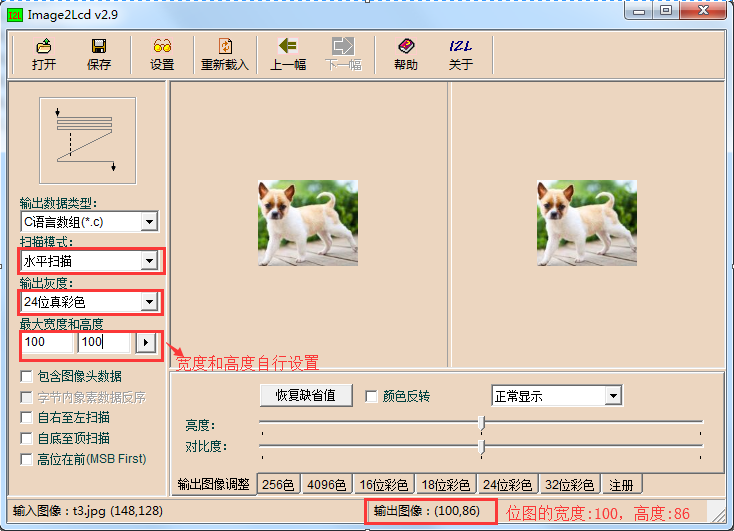 Image2Lcd v2.9
打开 保存 设置 重新载入 上一幅 下一幅 帮助 关于
I2L
输出数据类型:
C语言数组(*.c)
扫描模式:
水平扫描
输出灰度:
24位真彩色
最大宽度和高度
100 100
宽度和高度自行设置
包含图像头数据
字节内象素数据反序
自右至左扫描
自底至顶扫描
高位在前(MSB First)
恢复缺省值 颜色反转 正常显示
亮度:
对比度:
输出图像调整 256色 4096色 16位彩色 18位彩色 24位彩色 32位彩色 注册
输入图像: t3.jpg (148,128) 输出图像: (100,86) 位图的宽度:100, 高度:86